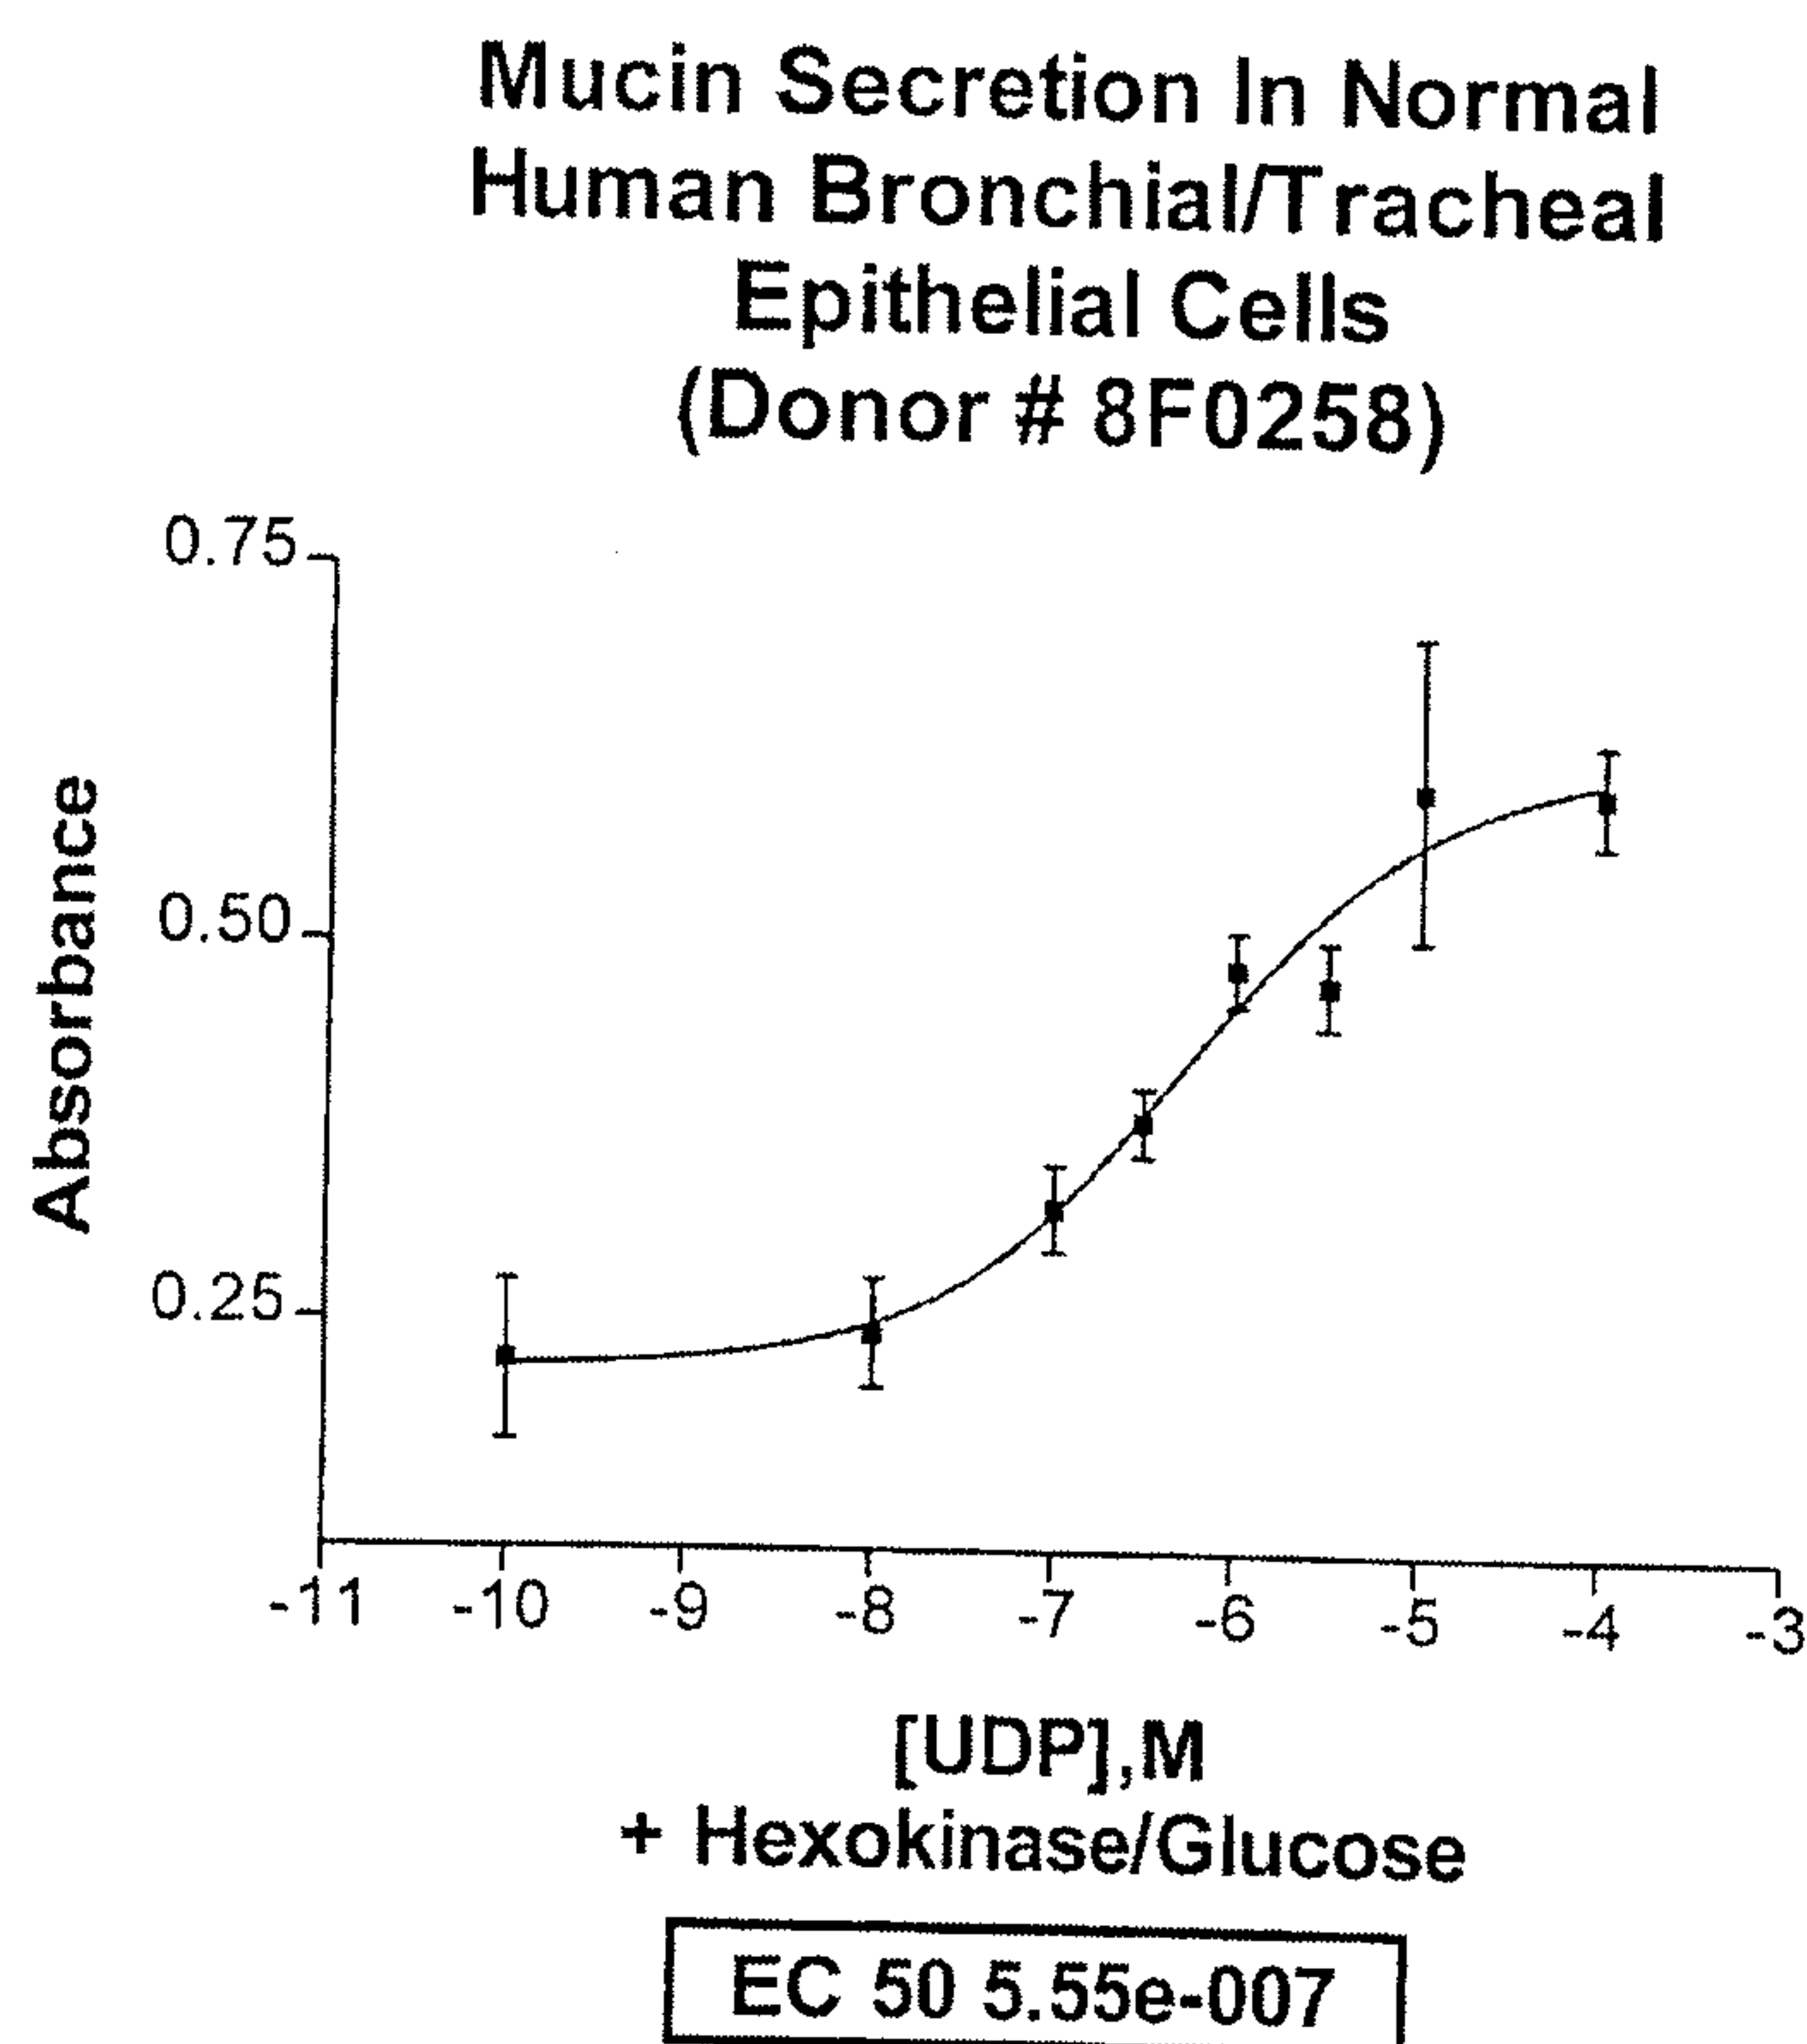 Mucin Secretion In Normal
Human Bronchial/Tracheal
Epithelial Cells
(Donor # 8F0258)
0.75
0.50
0.25
Absorbance
-11 -10 -9 -8 -7 -6 -5 -4 -3
[UDP],M
+ Hexokinase/Glucose
EC 50 5.55e-007